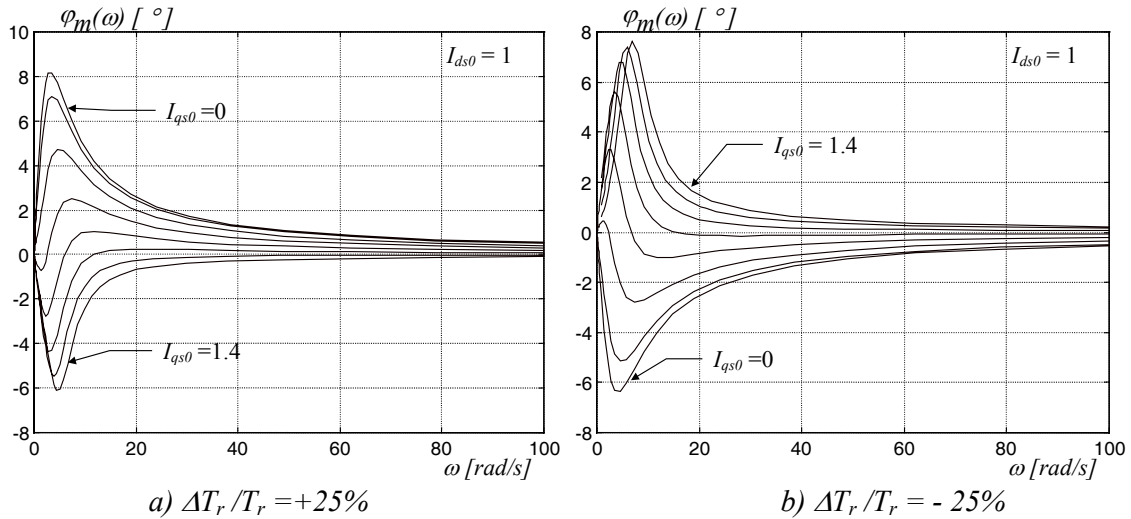 φm(ω) [ °]
10
8
6
4
2
0
-2
-4
-6
-8
0 20 40 60 80 100
Ids0 = 1
Iqs0 =0
Iqs0 =1.4
ω [rad/s]
a) ΔTr /Tr =+25%
φm(ω) [ °]
8
6
4
2
0
-2
-4
-6
-8
0 20 40 60 80 100
Ids0 = 1
Iqs0 = 1.4
Iqs0 =0
ω [rad/s]
b) ΔTr /Tr = - 25%